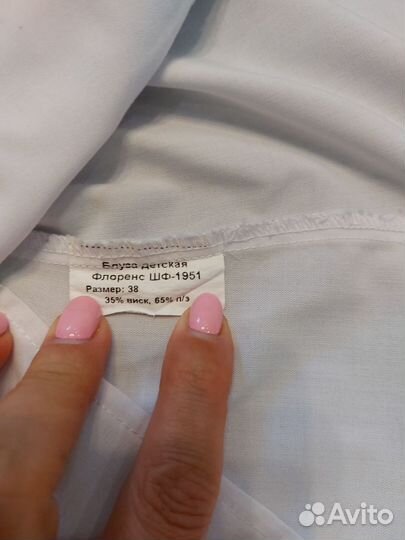 Блуза детская
Флоренс ШФ-1951
Размер: 38
35% виск, 65% п/э
Avito